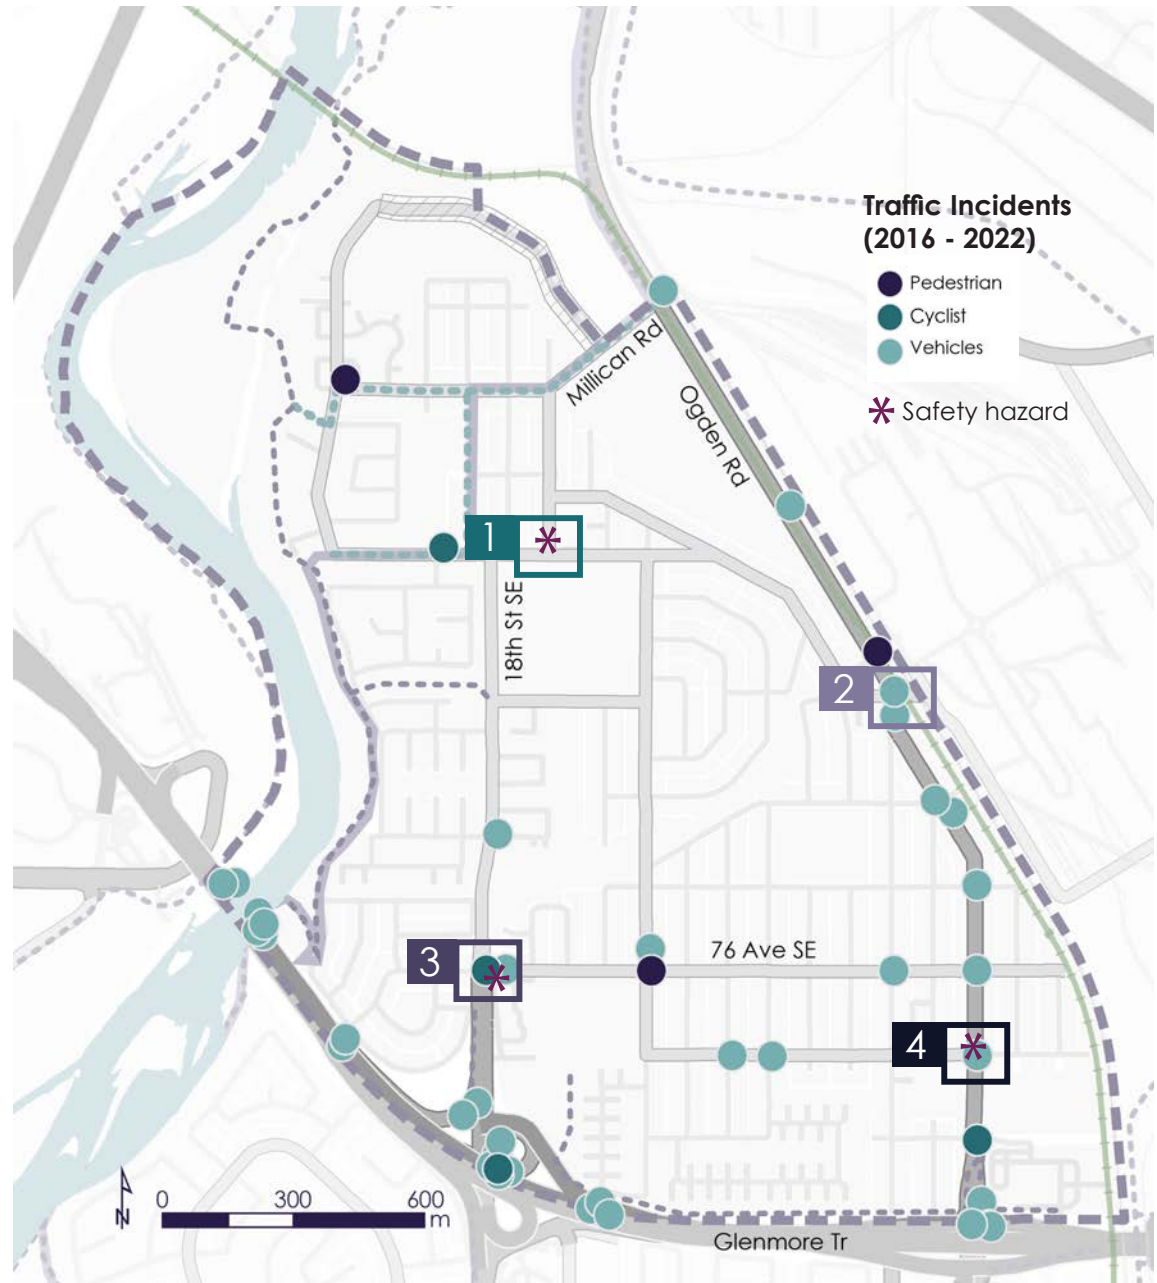 Traffic Incidents
(2016 - 2022)
Pedestrian
Cyclist
Vehicles
Safety hazard
Millican Rd
Ogden Rd
1
18th St SE
2
76 Ave SE
3
4
N
0 300 600
m
Glenmore Tr